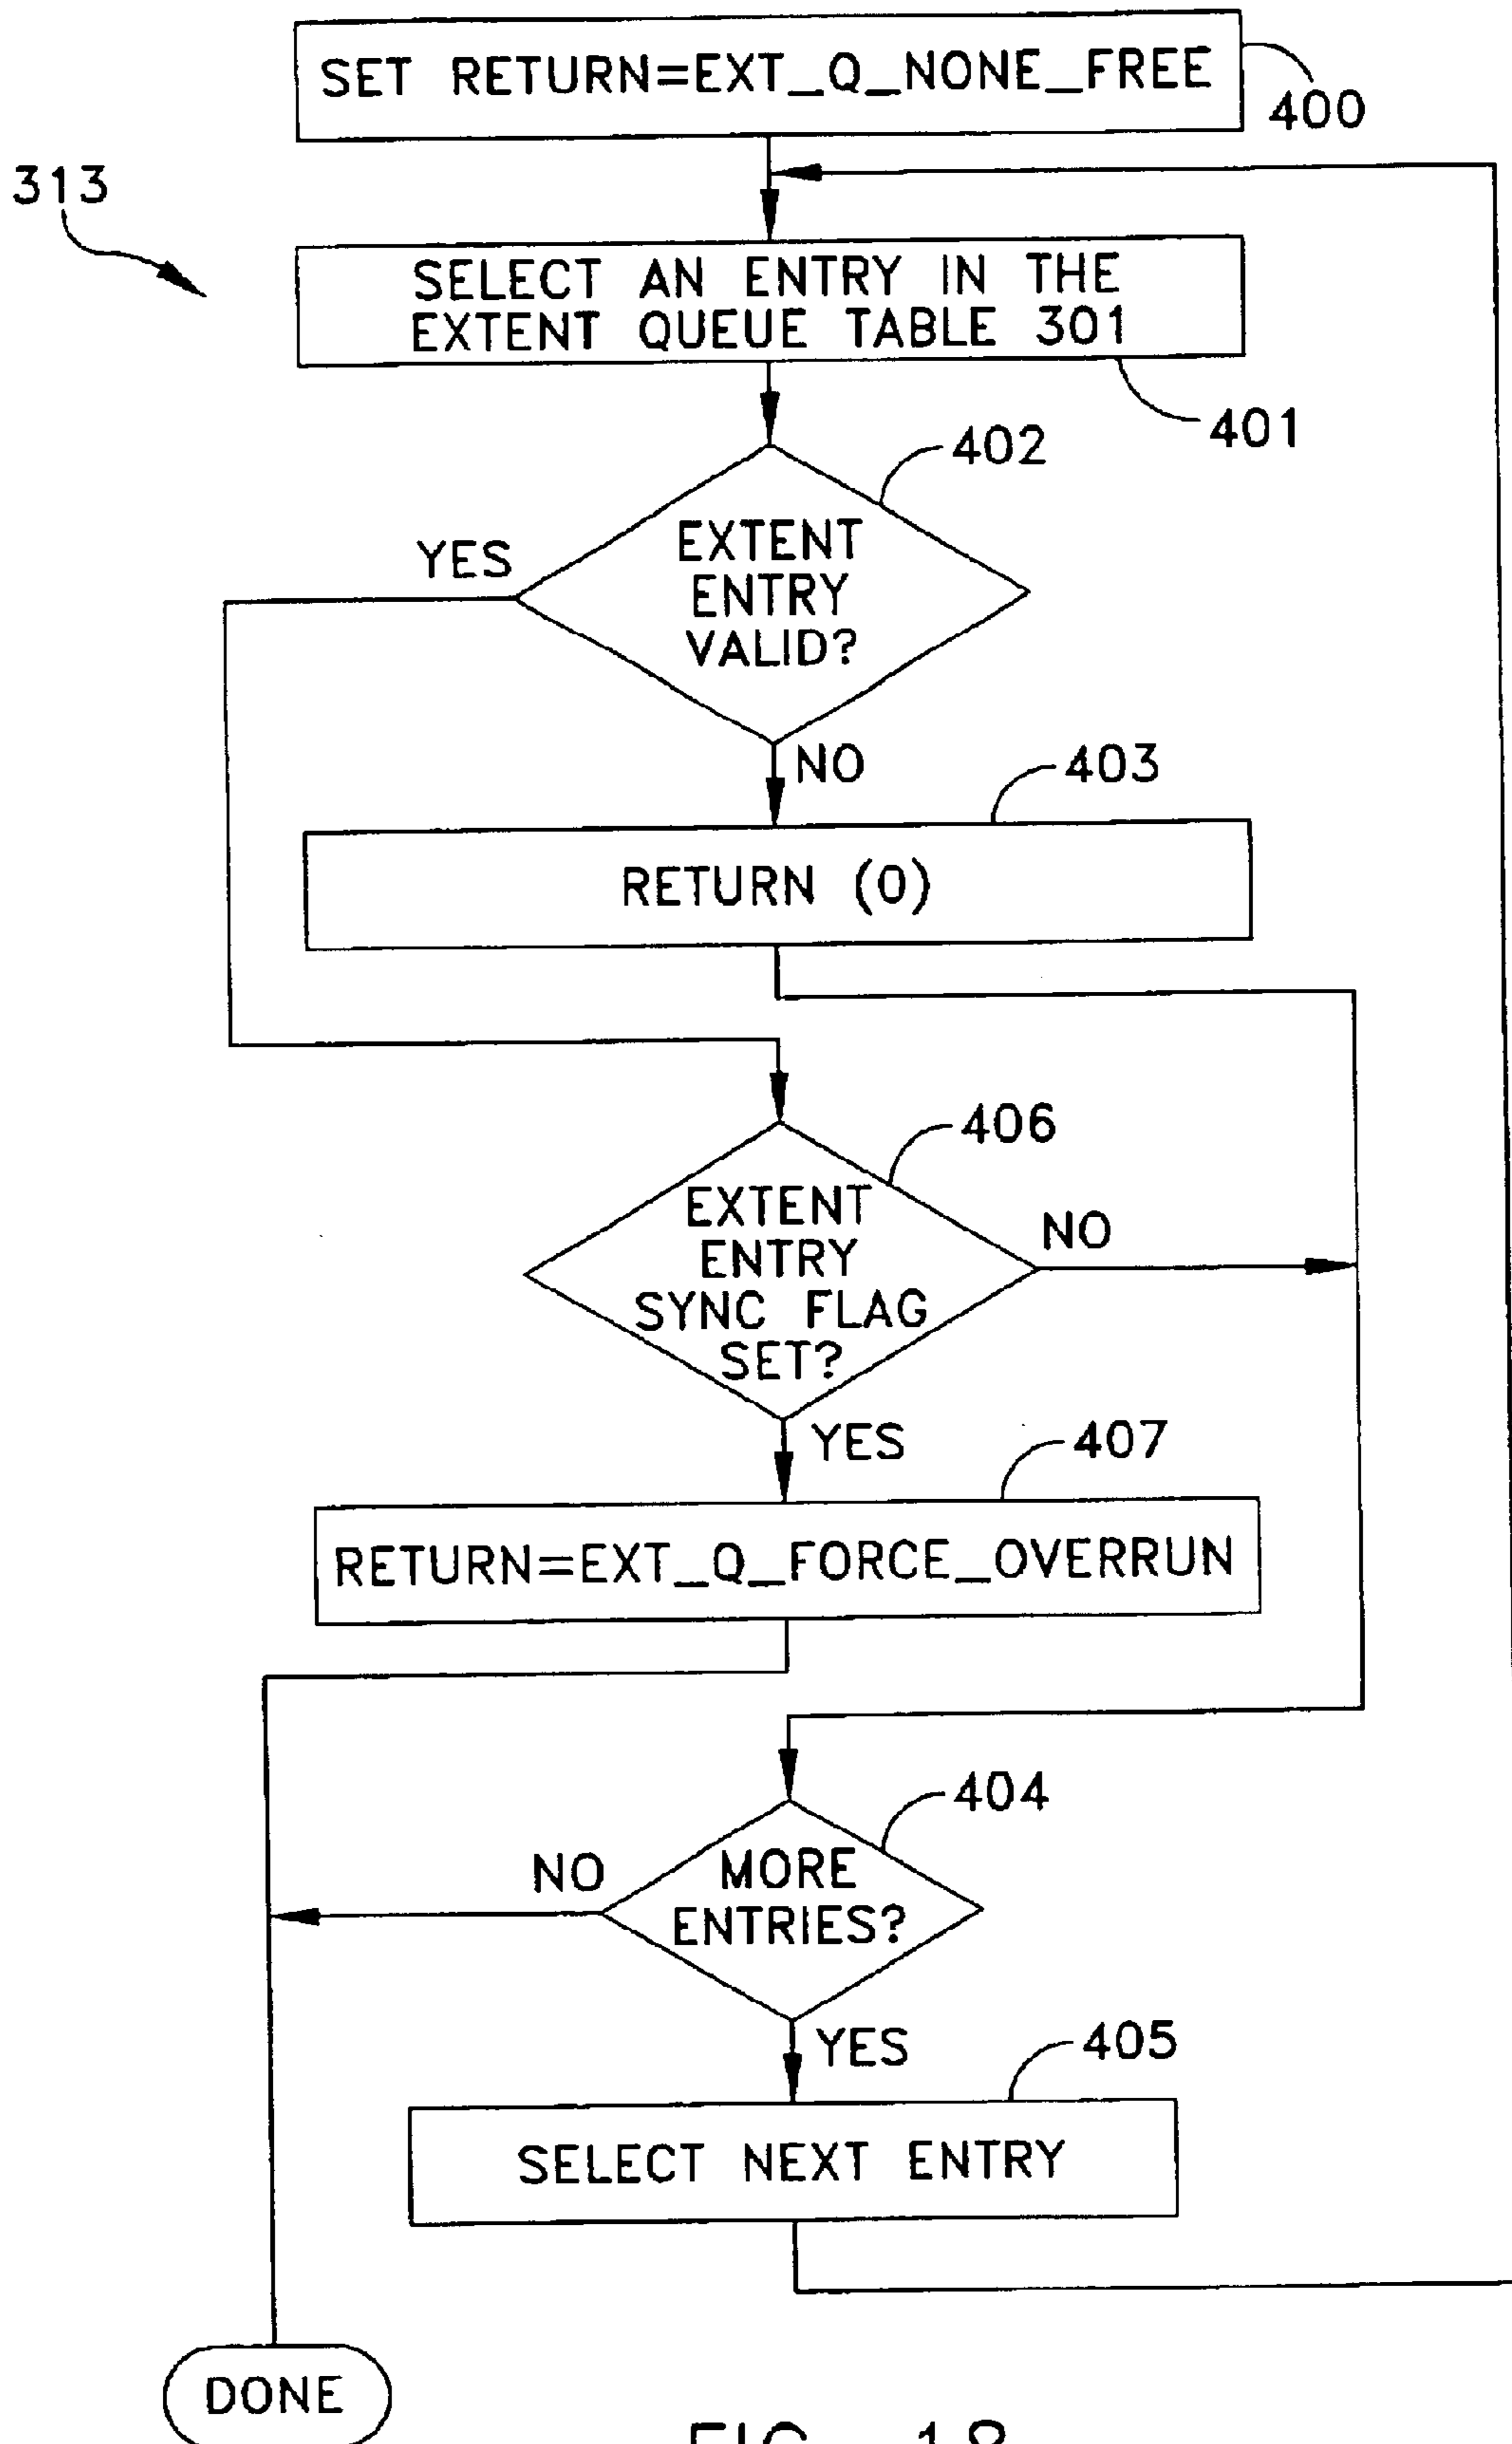 SET RETURN=EXT_Q_NONE_FREE
400
313
SELECT AN ENTRY IN THE
EXTENT QUEUE TABLE 301
401
402
YES
EXTENT
ENTRY
VALID?
NO
403
RETURN (0)
406
EXTENT
ENTRY
SYNC FLAG
SET?
NO
YES
407
RETURN=EXT_Q_FORCE_OVERRUN
404
NO
MORE
ENTRIES?
YES
405
SELECT NEXT ENTRY
DONE